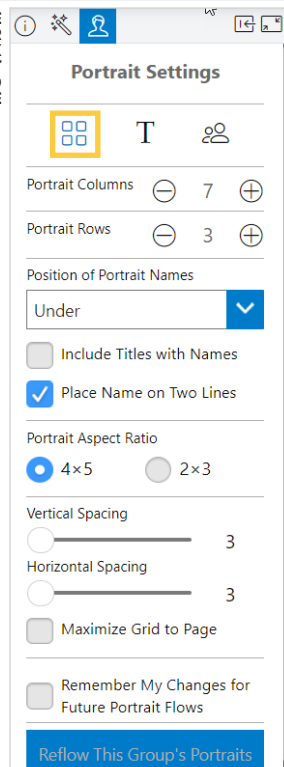 Portrait Settings
T
Portrait Columns 7
Portrait Rows 3
Position of Portrait Names
Under
Include Titles with Names
Place Name on Two Lines
Portrait Aspect Ratio
4×5 2×3
Vertical Spacing
3
Horizontal Spacing
3
Maximize Grid to Page
Remember My Changes for
Future Portrait Flows
Reflow This Group's Portraits